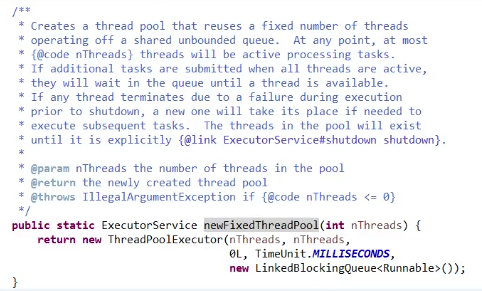 /**
 * Creates a thread pool that reuses a fixed number of threads
 * operating off a shared unbounded queue.  At any point, at most
 * {@code nThreads} threads will be active processing tasks.
 * If additional tasks are submitted when all threads are active,
 * they will wait in the queue until a thread is available.
 * If any thread terminates due to a failure during execution
 * prior to shutdown, a new one will take its place if needed to
 * execute subsequent tasks.  The threads in the pool will exist
 * until it is explicitly {@link ExecutorService#shutdown shutdown}.
 *
 * @param nThreads the number of threads in the pool
 * @return the newly created thread pool
 * @throws IllegalArgumentException if {@code nThreads <= 0}
 */
public static ExecutorService newFixedThreadPool(int nThreads) {
    return new ThreadPoolExecutor(nThreads, nThreads,
                                  0L, TimeUnit.MILLISECONDS,
                                  new LinkedBlockingQueue<Runnable>());
}